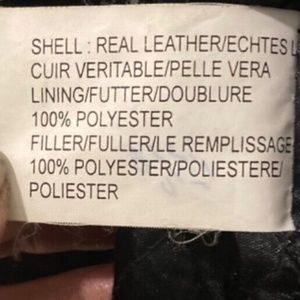 SHELL : REAL LEATHER/ECHTES
CUIR VERITABLE/PELLE VERA
LINING/FUTTER/DOUBLURE
100% POLYESTER
FILLER/FULLER/LE REMPLISSAGE
100% POLYESTER/POLIESTERE/
POLIESTER